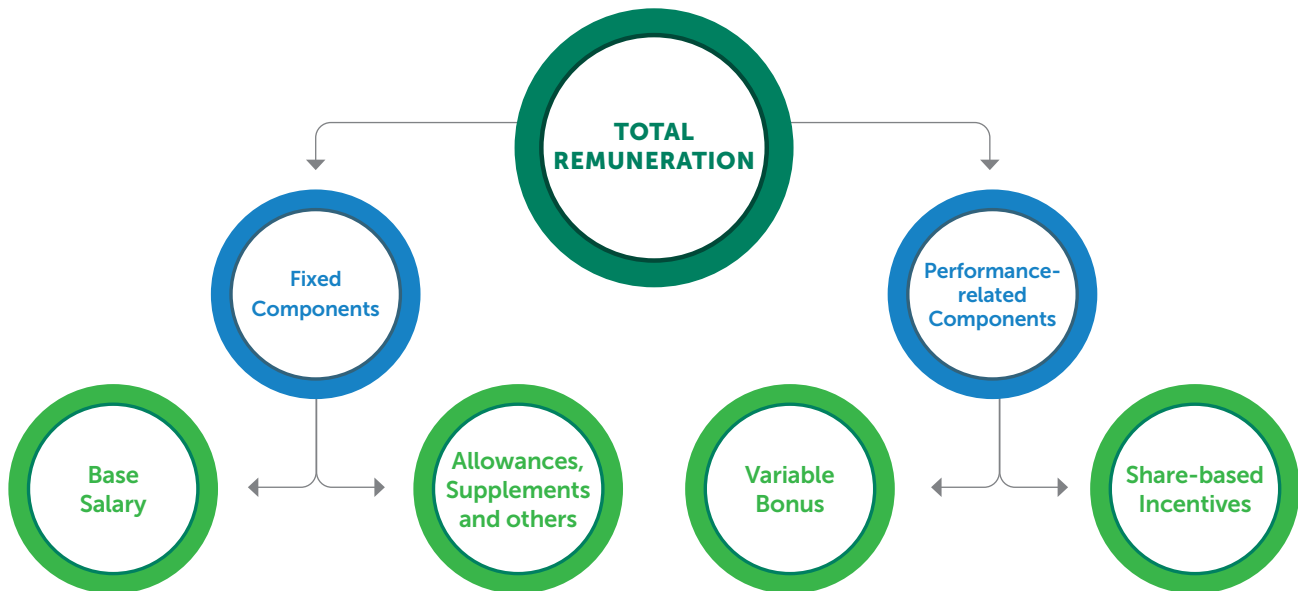 TOTAL
REMUNERATION
Fixed
Components
Performance-
related
Components
Base
Salary
Allowances,
Supplements
and others
Variable
Bonus
Share-based
Incentives